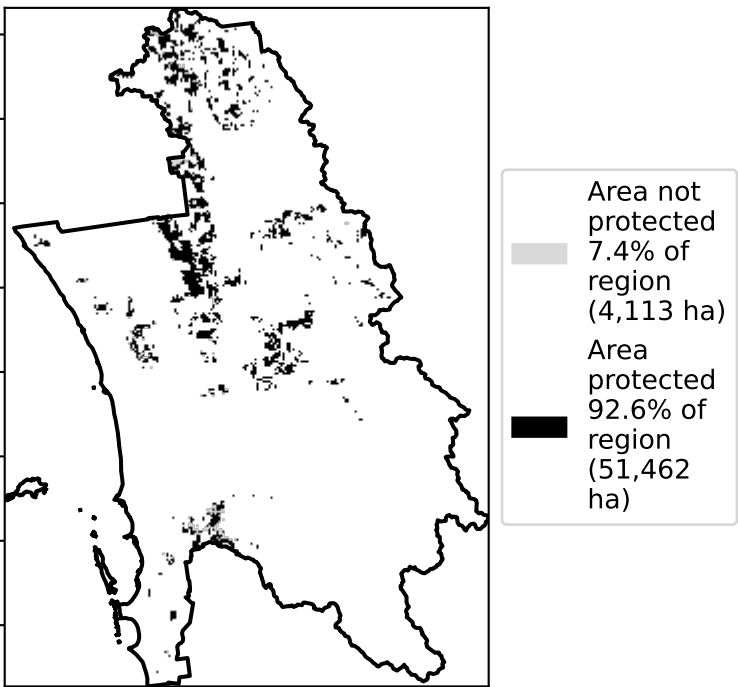 Area not
protected
7.4% of
region
(4,113 ha)
Area
protected
92.6% of
region
(51,462
ha)